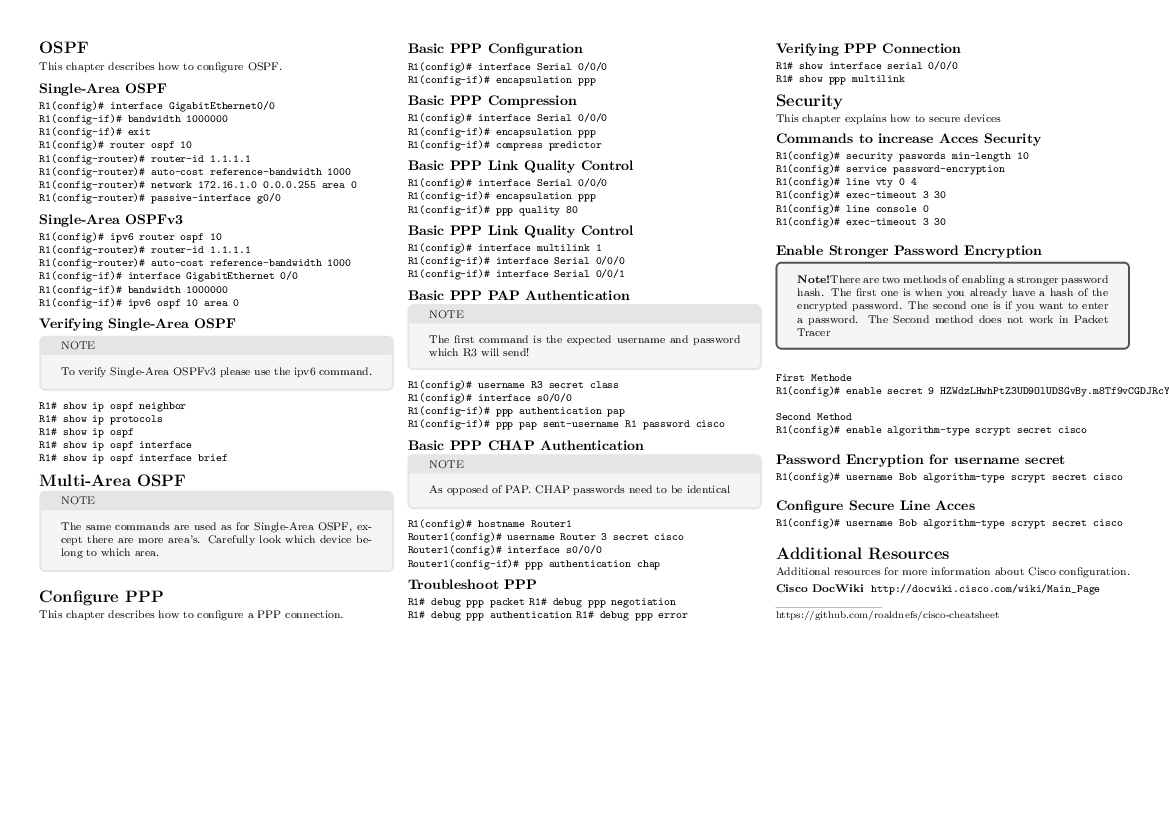 OSPF
This chapter describes how to configure OSPF.
Single-Area OSPF
R1(config)# interface GigabitEthernet0/0
R1(config-if)# bandwidth 1000000
R1(config-if)# exit
R1(config)# router ospf 10
R1(config-router)# router-id 1.1.1.1
R1(config-router)# auto-cost reference-bandwidth 1000
R1(config-router)# network 172.16.1.0 0.0.0.255 area 0
R1(config-router)# passive-interface g0/0
Single-Area OSPFv3
R1(config)# ipv6 router ospf 10
R1(config-router)# router-id 1.1.1.1
R1(config-router)# auto-cost reference-bandwidth 1000
R1(config-if)# interface GigabitEthernet 0/0
R1(config-if)# bandwidth 1000000
R1(config-if)# ipv6 ospf 10 area 0
Verifying Single-Area OSPF
NOTE
To verify Single-Area OSPFv3 please use the ipv6 command.
R1# show ip ospf neighbor
R1# show ip protocols
R1# show ip ospf
R1# show ip ospf interface
R1# show ip ospf interface brief
Multi-Area OSPF
NOTE
The same commands are used as for Single-Area OSPF, ex-
cept there are more area's. Carefully look which device be-
long to which area.
Configure PPP
This chapter describes how to configure a PPP connection.
Basic PPP Configuration
R1(config)# interface Serial 0/0/0
R1(config-if)# encapsulation ppp
Basic PPP Compression
R1(config)# interface Serial 0/0/0
R1(config-if)# encapsulation ppp
R1(config-if)# compress predictor
Basic PPP Link Quality Control
R1(config)# interface Serial 0/0/0
R1(config-if)# encapsulation ppp
R1(config-if)# ppp quality 80
Basic PPP Link Quality Control
R1(config)# interface multilink 1
R1(config-if)# interface Serial 0/0/0
R1(config-if)# interface Serial 0/0/1
Basic PPP PAP Authentication
NOTE
The first command is the expected username and password
which R3 will send!
R1(config)# username R3 secret class
R1(config)# interface s0/0/0
R1(config-if)# ppp authentication pap
R1(config-if)# ppp pap sent-username R1 password cisco
Basic PPP CHAP Authentication
NOTE
As opposed of PAP. CHAP passwords need to be identical
R1(config)# hostname Router1
Router1(config)# username Router 3 secret cisco
Router1(config)# interface s0/0/0
Router1(config-if)# ppp authentication chap
Troubleshoot PPP
R1# debug ppp packet R1# debug ppp negotiation
R1# debug ppp authentication R1# debug ppp error
Verifying PPP Connection
R1# show interface serial 0/0/0
R1# show ppp multilink
Security
This chapter explains how to secure devices
Commands to increase Acces Security
R1(config)# security paswords min-length 10
R1(config)# service password-encryption
R1(config)# line vty 0 4
R1(config)# exec-timeout 3 30
R1(config)# line console 0
R1(config)# exec-timeout 3 30
Enable Stronger Password Encryption
Note!There are two methods of enabling a stronger password
hash. The first one is when you already have a hash of the
encrypted password. The second one is if you want to enter
a password. The Second method does not work in Packet
Tracer
First Methode
R1(config)# enable secret 9 HZWdzLHwhPtZ3UD9OlUDSGvBy.m8Tf9vCGDJRcY
Second Method
R1(config)# enable algorithm-type scrypt secret cisco
Password Encryption for username secret
R1(config)# username Bob algorithm-type scrypt secret cisco
Configure Secure Line Acces
R1(config)# username Bob algorithm-type scrypt secret cisco
Additional Resources
Additional resources for more information about Cisco configuration.
Cisco DocWiki http://docwiki.cisco.com/wiki/Main_Page
https://github.com/roaldnefs/cisco-cheatsheet